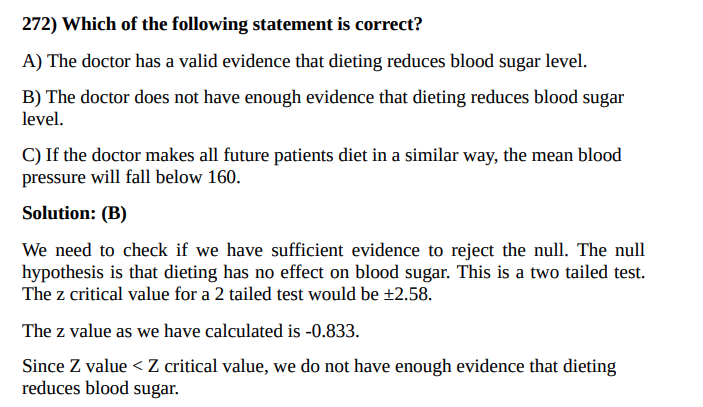 272) Which of the following statement is correct?
A) The doctor has a valid evidence that dieting reduces blood sugar level.
B) The doctor does not have enough evidence that dieting reduces blood sugar
level.
C) If the doctor makes all future patients diet in a similar way, the mean blood
pressure will fall below 160.
Solution: (B)
We need to check if we have sufficient evidence to reject the null. The null
hypothesis is that dieting has no effect on blood sugar. This is a two tailed test.
The z critical value for a 2 tailed test would be ±2.58.
The z value as we have calculated is -0.833.
Since Z value < Z critical value, we do not have enough evidence that dieting
reduces blood sugar.